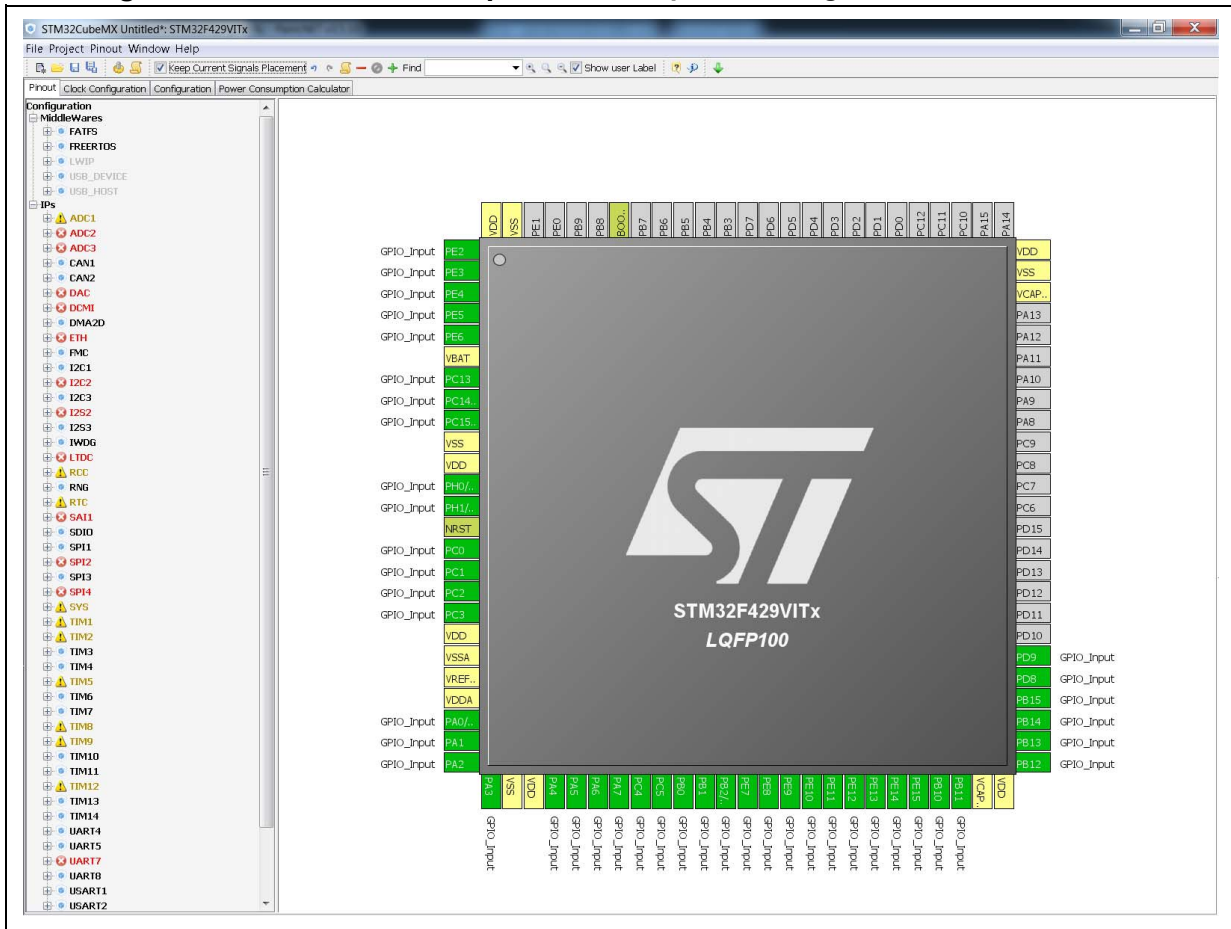 STM32CubeMX Untitled*: STM32F429VITx
File Project Pinout Window Help
Keep Current Signals Placement Find Show user Label
Pinout Clock Configuration Configuration Power Consumption Calculator
Configuration
MiddleWares
FATFS
FREERTOS
LWIP
USB_DEVICE
USB_HOST
IPs
ADC1
ADC2
ADC3
CAN1
CAN2
DAC
DCMI
DMA2D
ETH
FMC
I2C1
I2C2
I2C3
I2S2
I2S3
IWDG
LTDC
RCC
RNG
RTC
SAI1
SDIO
SPI1
SPI2
SPI3
SPI4
SYS
TIM1
TIM2
TIM3
TIM4
TIM5
TIM6
TIM7
TIM8
TIM9
TIM10
TIM11
TIM12
TIM13
TIM14
UART4
UART5
UART7
UART8
USART1
USART2
VDD VSS PE1 PE0 PB9 PB8 BOO.. PB7 PB6 PB5 PB4 PB3 PD7 PD6 PD5 PD4 PD3 PD2 PD1 PD0 PC12 PC11 PC10 PA15 PA14
GPIO_Input PE2
GPIO_Input PE3
GPIO_Input PE4
GPIO_Input PE5
GPIO_Input PE6
VBAT
GPIO_Input PC13
GPIO_Input PC14..
GPIO_Input PC15..
VSS
VDD
GPIO_Input PH0/..
GPIO_Input PH1/..
NRST
GPIO_Input PC0
GPIO_Input PC1
GPIO_Input PC2
GPIO_Input PC3
VDD
VSSA
VREF..
VDDA
GPIO_Input PA0/..
GPIO_Input PA1
GPIO_Input PA2
ST
STM32F429VITx
LQFP100
VDD
VSS
VCAP..
PA13
PA12
PA11
PA10
PA9
PA8
PC9
PC8
PC7
PC6
PD15
PD14
PD13
PD12
PD11
PD10
PD9 GPIO_Input
PD8 GPIO_Input
PB15 GPIO_Input
PB14 GPIO_Input
PB13 GPIO_Input
PB12 GPIO_Input
PA3 VSS VDD PA4 PA5 PA6 PA7 PC4 PC5 PB0 PB1 PB2/.. PE7 PE8 PE9 PE10 PE11 PE12 PE13 PE14 PE15 PB10 PB11 VCAP.. VDD
GPIO_Input GPIO_Input GPIO_Input GPIO_Input GPIO_Input GPIO_Input GPIO_Input GPIO_Input GPIO_Input GPIO_Input GPIO_Input GPIO_Input GPIO_Input GPIO_Input GPIO_Input GPIO_Input GPIO_Input GPIO_Input GPIO_Input GPIO_Input GPIO_Input